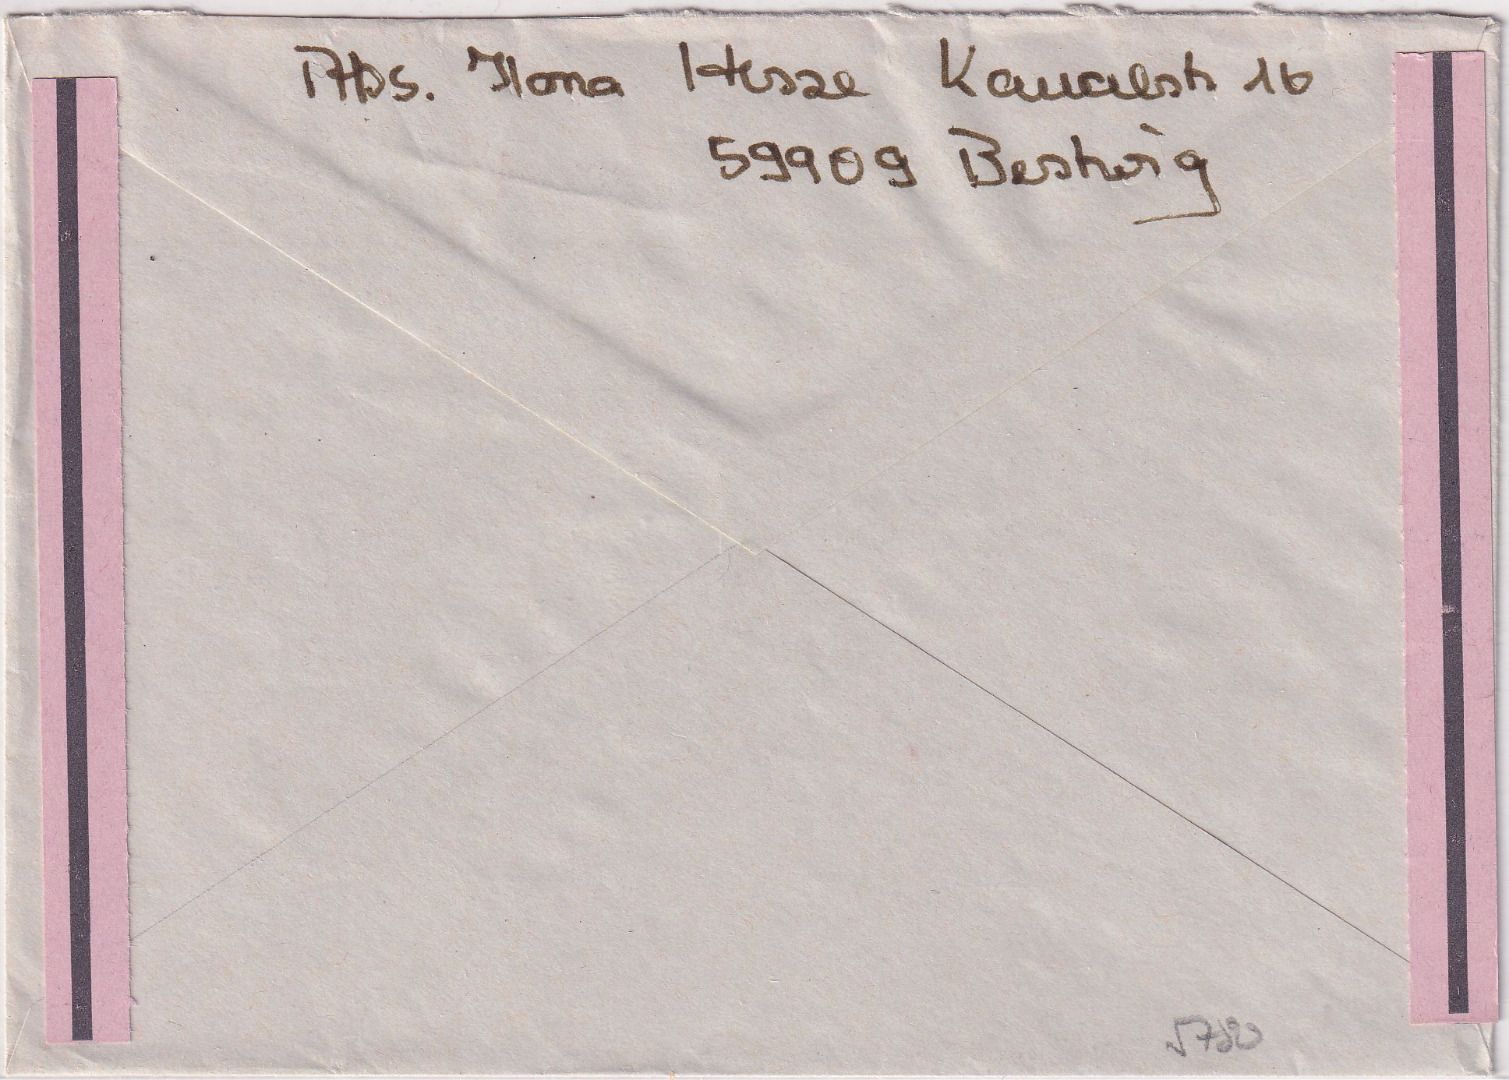 Abs. Ilona Hesse Kanalstr 16
59909 Bestwig